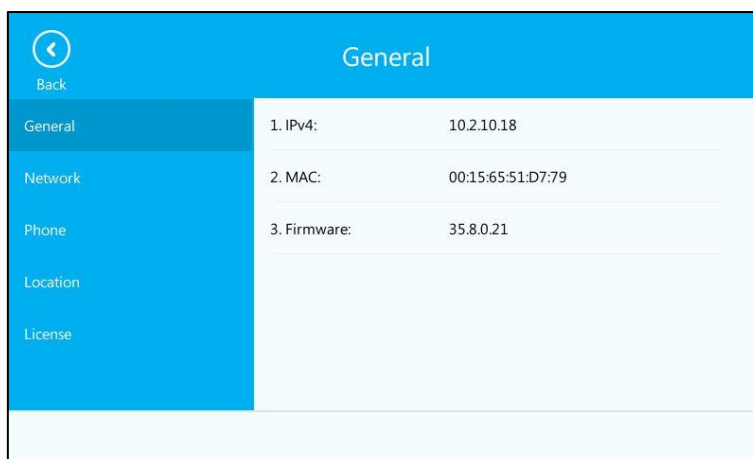 General
Back
General
Network
Phone
Location
License
1. IPv4: 10.2.10.18
2. MAC: 00:15:65:51:D7:79
3. Firmware: 35.8.0.21